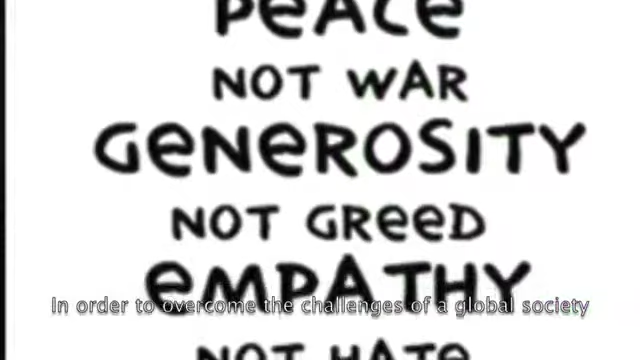 PEACE
NOT WAR
GENEROSITY
NOT GREED
EMPATHY
In order to overcome the challenges of a global society
NOT HATE